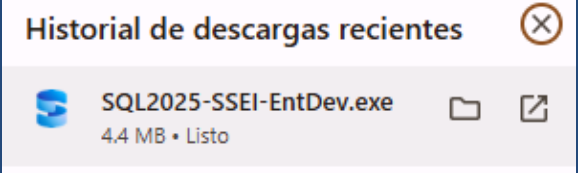 Historial de descargas recientes
SQL2025-SSEI-EntDev.exe
4.4 MB • Listo